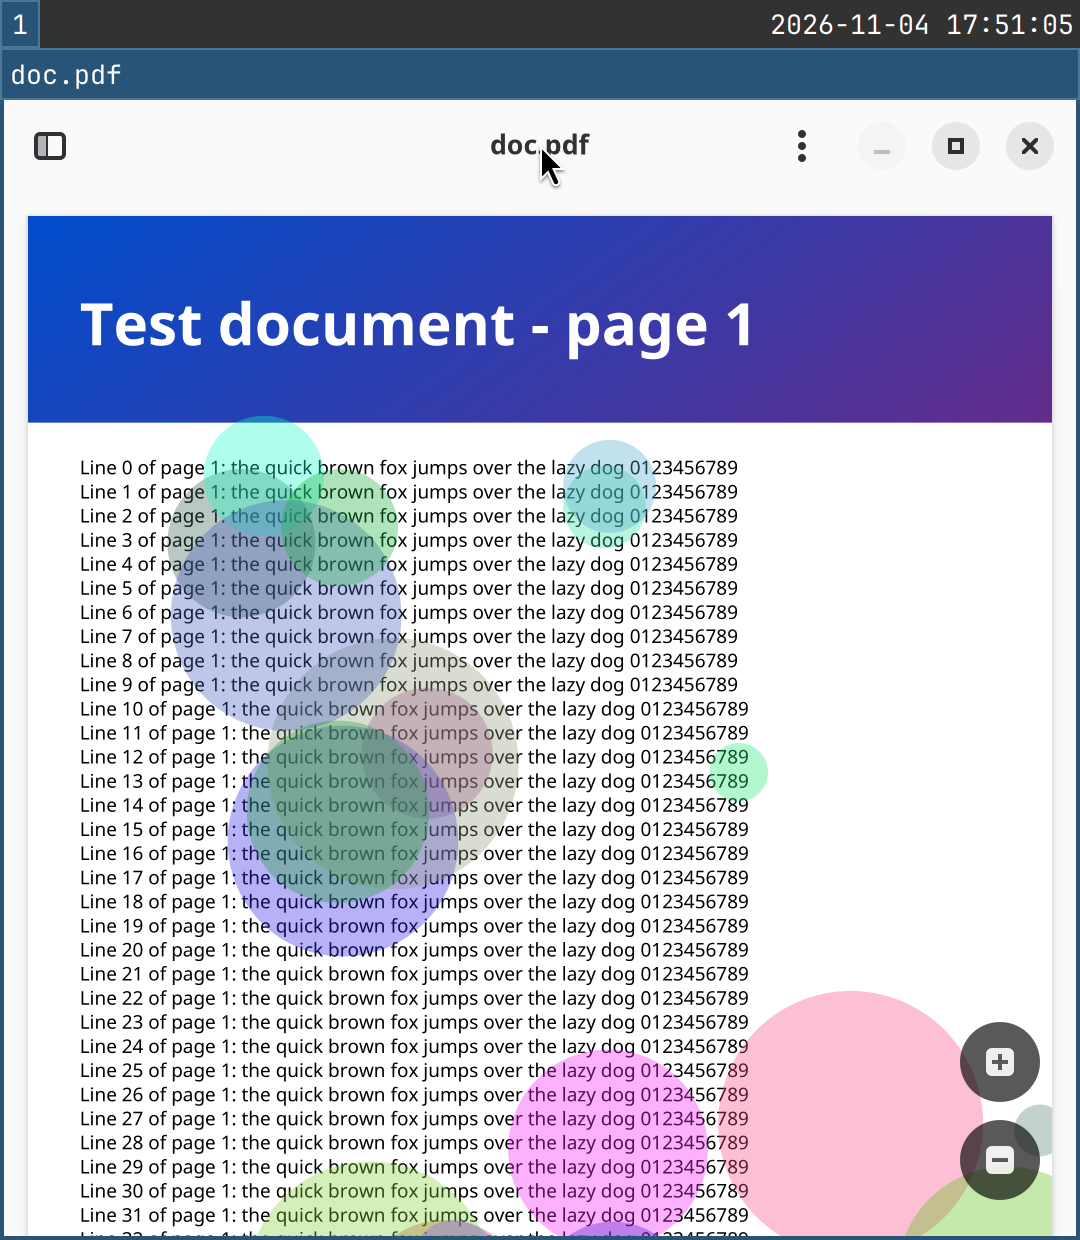 1
2026-11-04 17:51:05
doc.pdf
doc.pdf
Test document - page 1
Line 0 of page 1: the quick brown fox jumps over the lazy dog 0123456789
Line 1 of page 1: the quick brown fox jumps over the lazy dog 0123456789
Line 2 of page 1: the quick brown fox jumps over the lazy dog 0123456789
Line 3 of page 1: the quick brown fox jumps over the lazy dog 0123456789
Line 4 of page 1: the quick brown fox jumps over the lazy dog 0123456789
Line 5 of page 1: the quick brown fox jumps over the lazy dog 0123456789
Line 6 of page 1: the quick brown fox jumps over the lazy dog 0123456789
Line 7 of page 1: the quick brown fox jumps over the lazy dog 0123456789
Line 8 of page 1: the quick brown fox jumps over the lazy dog 0123456789
Line 9 of page 1: the quick brown fox jumps over the lazy dog 0123456789
Line 10 of page 1: the quick brown fox jumps over the lazy dog 0123456789
Line 11 of page 1: the quick brown fox jumps over the lazy dog 0123456789
Line 12 of page 1: the quick brown fox jumps over the lazy dog 0123456789
Line 13 of page 1: the quick brown fox jumps over the lazy dog 0123456789
Line 14 of page 1: the quick brown fox jumps over the lazy dog 0123456789
Line 15 of page 1: the quick brown fox jumps over the lazy dog 0123456789
Line 16 of page 1: the quick brown fox jumps over the lazy dog 0123456789
Line 17 of page 1: the quick brown fox jumps over the lazy dog 0123456789
Line 18 of page 1: the quick brown fox jumps over the lazy dog 0123456789
Line 19 of page 1: the quick brown fox jumps over the lazy dog 0123456789
Line 20 of page 1: the quick brown fox jumps over the lazy dog 0123456789
Line 21 of page 1: the quick brown fox jumps over the lazy dog 0123456789
Line 22 of page 1: the quick brown fox jumps over the lazy dog 0123456789
Line 23 of page 1: the quick brown fox jumps over the lazy dog 0123456789
Line 24 of page 1: the quick brown fox jumps over the lazy dog 0123456789
Line 25 of page 1: the quick brown fox jumps over the lazy dog 0123456789
Line 26 of page 1: the quick brown fox jumps over the lazy dog 0123456789
Line 27 of page 1: the quick brown fox jumps over the lazy dog 0123456789
Line 28 of page 1: the quick brown fox jumps over the lazy dog 0123456789
Line 29 of page 1: the quick brown fox jumps over the lazy dog 0123456789
Line 30 of page 1: the quick brown fox jumps over the lazy dog 0123456789
Line 31 of page 1: the quick brown fox jumps over the lazy dog 0123456789